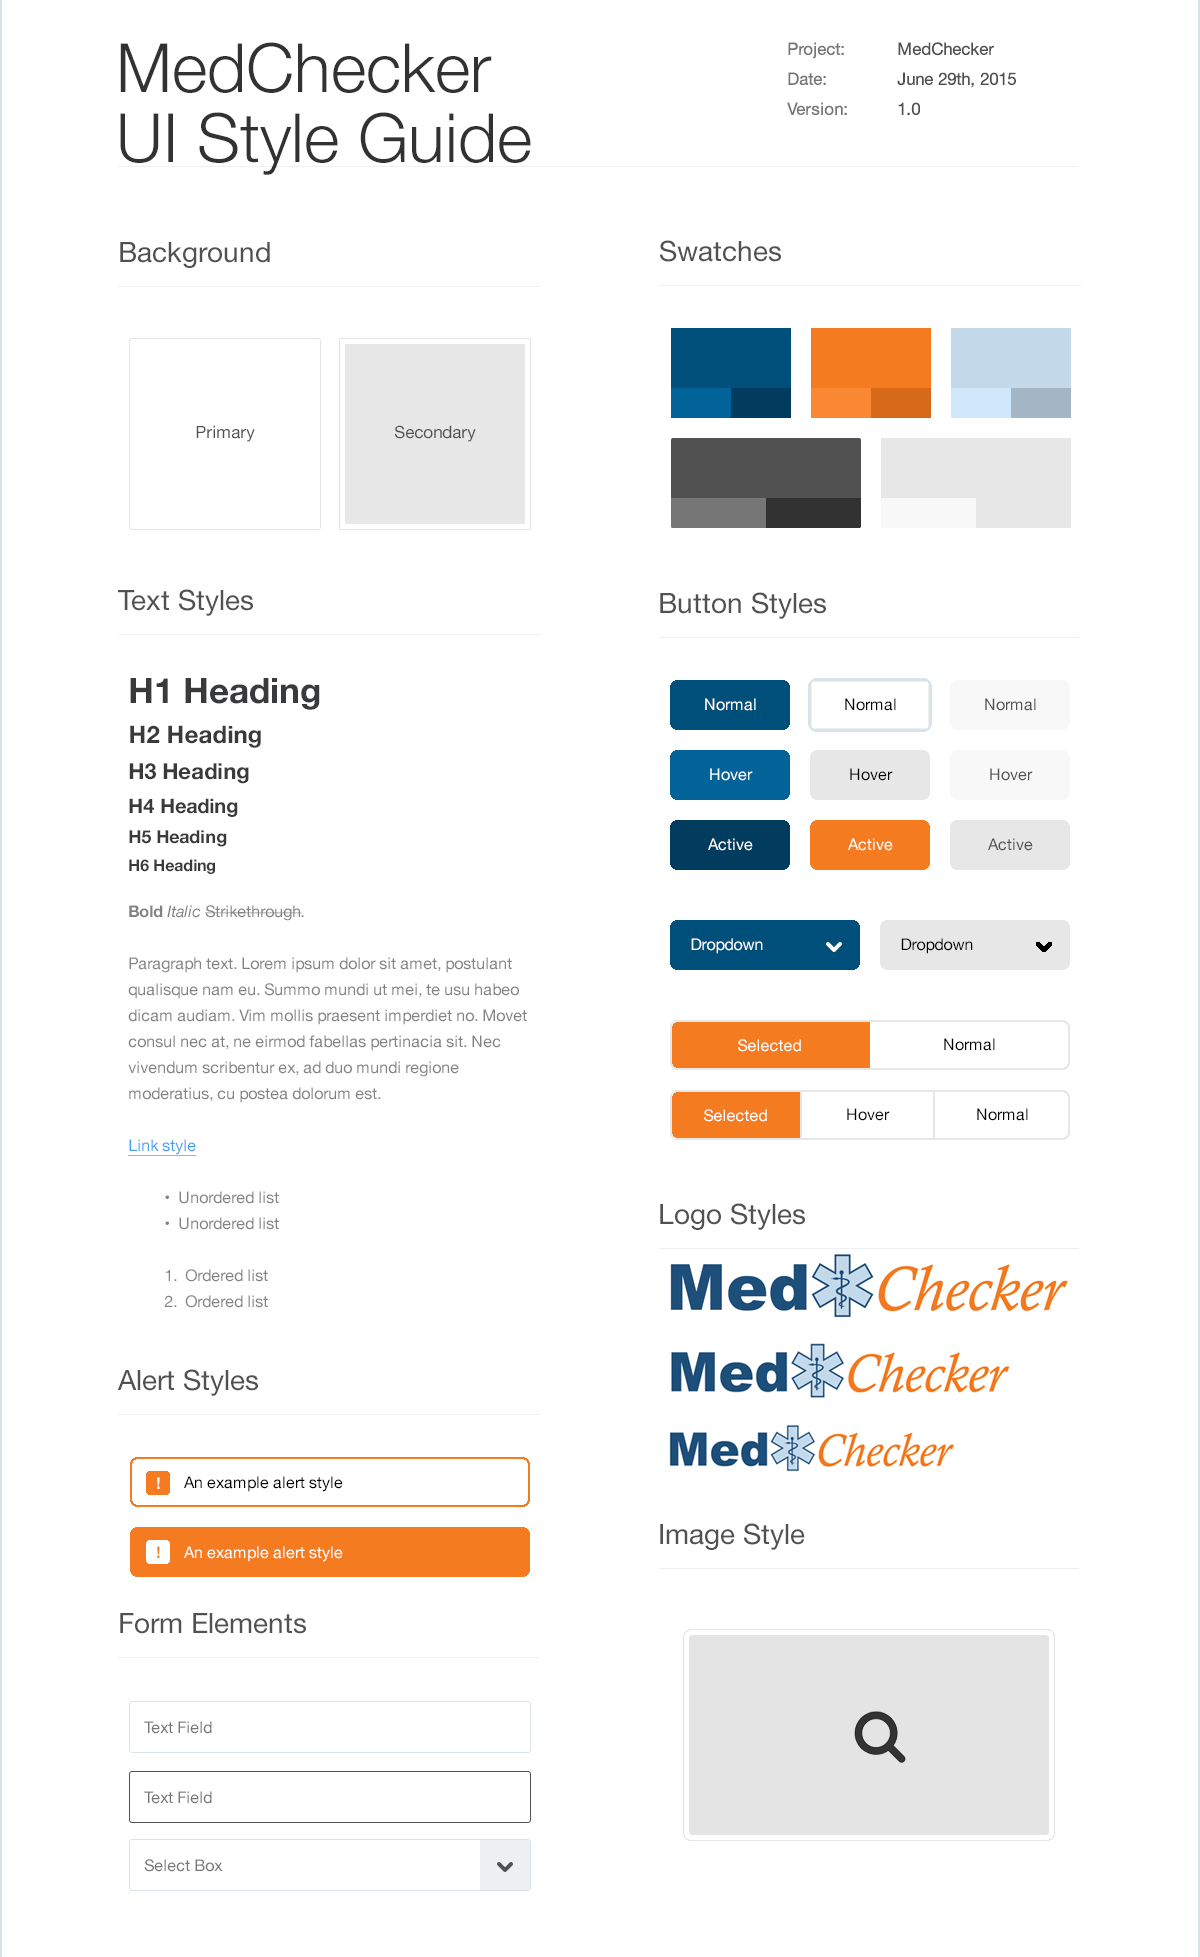 MedChecker
UI Style Guide
Project: MedChecker
Date: June 29th, 2015
Version: 1.0
Background
Primary
Secondary
Text Styles
H1 Heading
H2 Heading
H3 Heading
H4 Heading
H5 Heading
H6 Heading
Bold Italic Strikethrough.
Paragraph text. Lorem ipsum dolor sit amet, postulant
qualisque nam eu. Summo mundi ut mei, te usu habeo
dicam audiam. Vim mollis praesent imperdiet no. Movet
consul nec at, ne eirmod fabellas pertinacia sit. Nec
vivendum scribentur ex, ad duo mundi regione
moderatius, cu postea dolorum est.
Link style
• Unordered list
• Unordered list
1. Ordered list
2. Ordered list
Alert Styles
! An example alert style
! An example alert style
Form Elements
Text Field
Text Field
Select Box
Swatches
Button Styles
Normal Normal Normal
Hover Hover Hover
Active Active Active
Dropdown Dropdown
Selected Normal
Selected Hover Normal
Logo Styles
Med Checker
Med Checker
Med Checker
Image Style